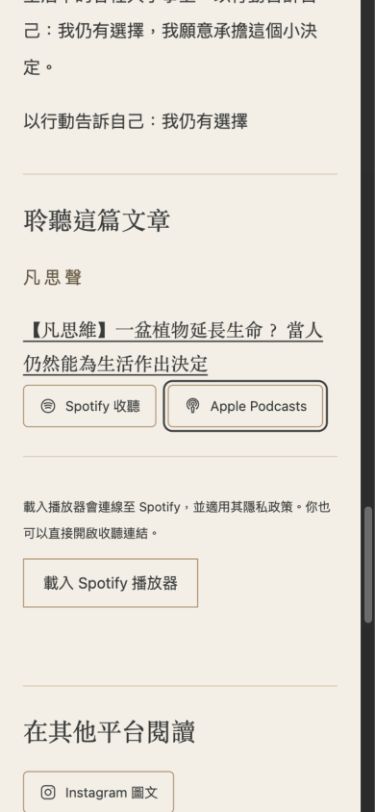 己：我仍有選擇，我願意承擔這個小決
定。
以行動告訴自己：我仍有選擇
聆聽這篇文章
凡思聲
【凡思維】一盆植物延長生命？當人
仍然能為生活作出決定
Spotify 收聽
Apple Podcasts
載入播放器會連線至 Spotify，並適用其隱私政策。你也
可以直接開啟收聽連結。
載入 Spotify 播放器
在其他平台閱讀
Instagram 圖文